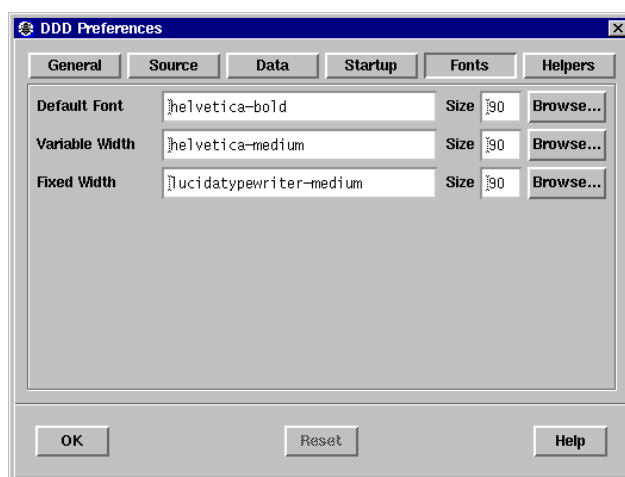 DDD Preferences
General Source Data Startup Fonts Helpers
Default Font helvetica-bold Size 90 Browse...
Variable Width helvetica-medium Size 90 Browse...
Fixed Width lucidatypewriter-medium Size 90 Browse...
OK Reset Help